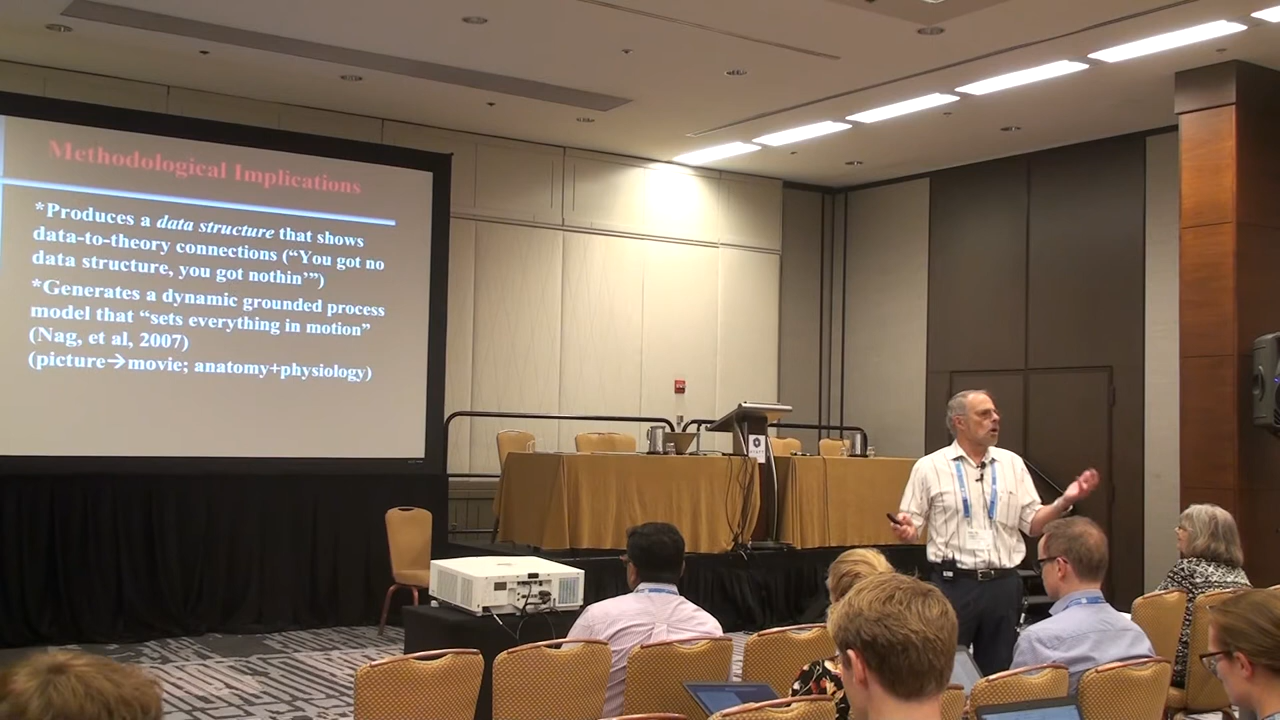 Methodological Implications
*Produces a data structure that shows
data-to-theory connections (“You got no
data structure, you got nothin’”)
*Generates a dynamic grounded process
model that “sets everything in motion”
(Nag, et al, 2007)
(picture→movie; anatomy+physiology)